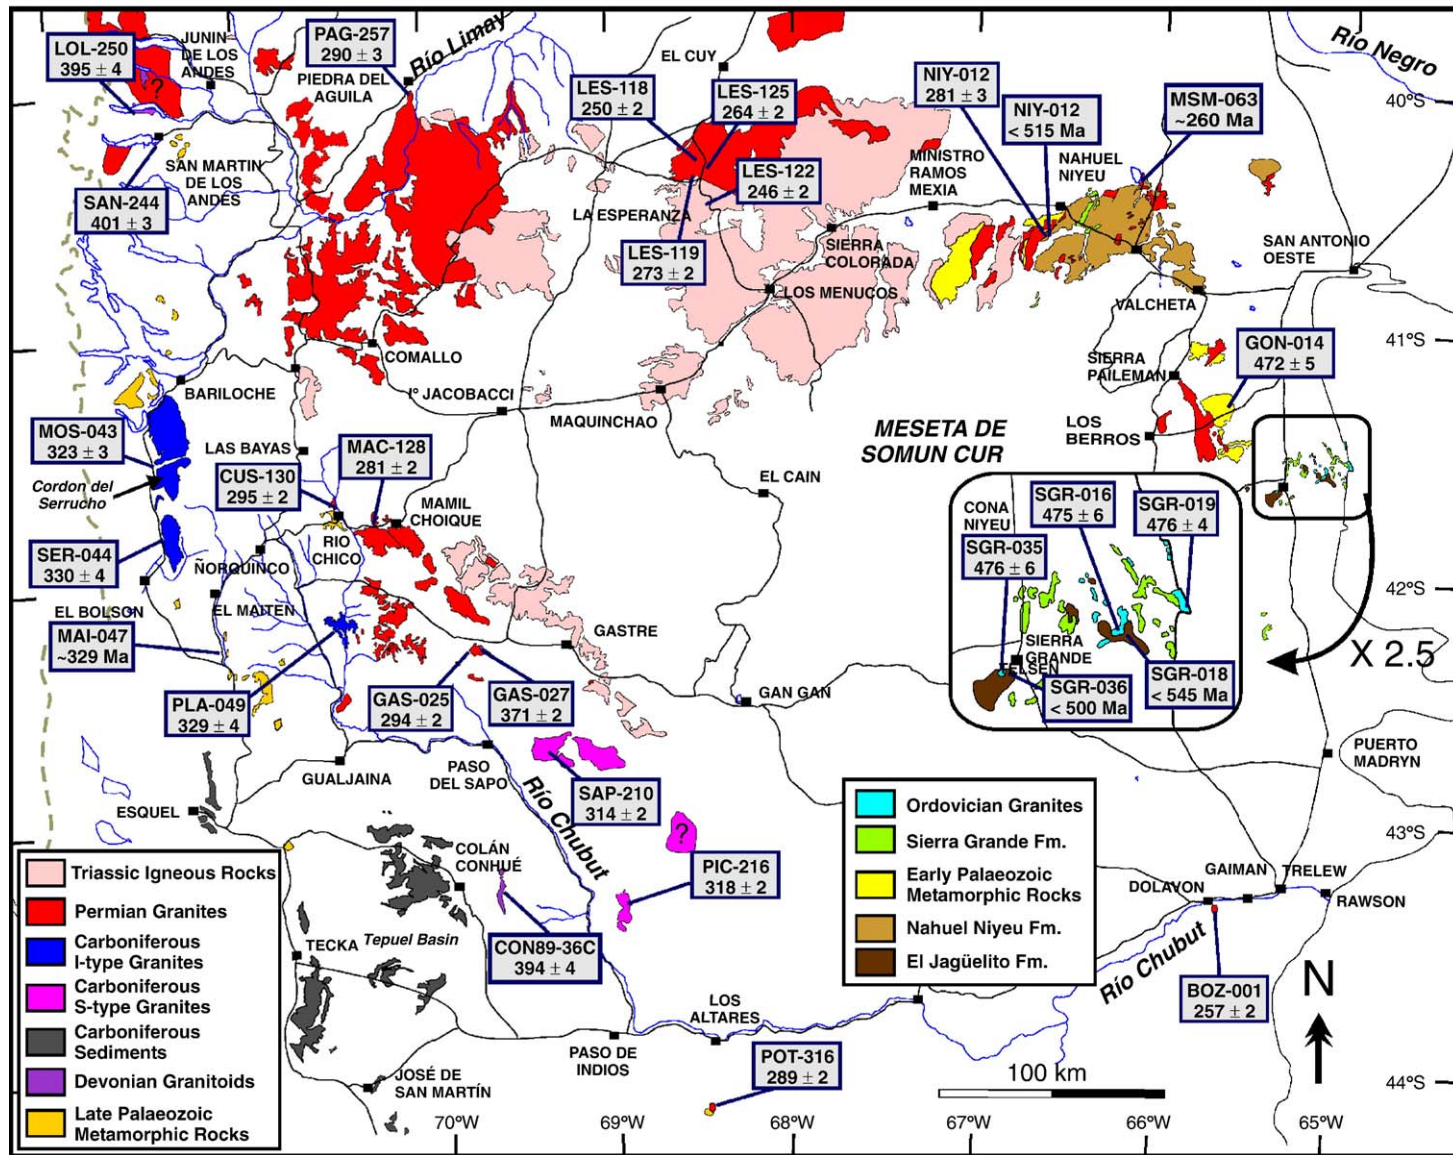 LOL-250
395 ± 4
JUNIN
DE LOS
ANDES
PAG-257
290 ± 3
Río Limay
PIEDRA DEL
AGUILA
EL CUY
LES-118
250 ± 2
LES-125
264 ± 2
NIY-012
281 ± 3
NIY-012
< 515 Ma
MSM-063
~260 Ma
Río Negro
40°S
?
SAN MARTIN
DE LOS
ANDES
SAN-244
401 ± 3
LES-122
246 ± 2
MINISTRO
RAMOS
MEXIA
NAHUEL
NIYEU
LA ESPERANZA
LES-119
273 ± 2
SIERRA
COLORADA
LOS MENUCOS
SAN ANTONIO
OESTE
VALCHETA
COMALLO
SIERRA
PAILEMAN
GON-014
472 ± 5
41°S
BARILOCHE
I° JACOBACCI
MAQUINCHAO
MOS-043
323 ± 3
LAS BAYAS
MAC-128
281 ± 2
MESETA DE
SOMUN CUR
LOS
BERROS
Cordon del
Serrucho
CUS-130
295 ± 2
MAMIL
CHOIQUE
EL CAIN
RIO
CHICO
CONA
NIYEU
SGR-016
475 ± 6
SGR-019
476 ± 4
SGR-035
476 ± 6
SER-044
330 ± 4
ÑORQUINCO
EL BOLSON
EL MAITEN
42°S
MAI-047
~329 Ma
GASTRE
SIERRA
GRANDE
TELSEN
X 2.5
SGR-036
< 500 Ma
SGR-018
< 545 Ma
PLA-049
329 ± 4
GAS-025
294 ± 2
GAS-027
371 ± 2
GAN GAN
GUALJAINA
PASO
DEL SAPO
PUERTO
MADRYN
ESQUEL
Río Chubut
SAP-210
314 ± 2
?
43°S
COLÁN
CONHUÉ
PIC-216
318 ± 2
DOLAVON
GAIMAN
TRELEW
RAWSON
TECKA
Tepuel Basin
CON89-36C
394 ± 4
Río Chubut
BOZ-001
257 ± 2
N
LOS
ALTARES
PASO DE
INDIOS
POT-316
289 ± 2
JOSÉ DE
SAN MARTÍN
100 km
44°S
70°W
69°W
68°W
67°W
66°W
65°W
Triassic Igneous Rocks
Permian Granites
Carboniferous
I-type Granites
Carboniferous
S-type Granites
Carboniferous
Sediments
Devonian Granitoids
Late Palaeozoic
Metamorphic Rocks
Ordovician Granites
Sierra Grande Fm.
Early Palaeozoic
Metamorphic Rocks
Nahuel Niyeu Fm.
El Jagüelito Fm.